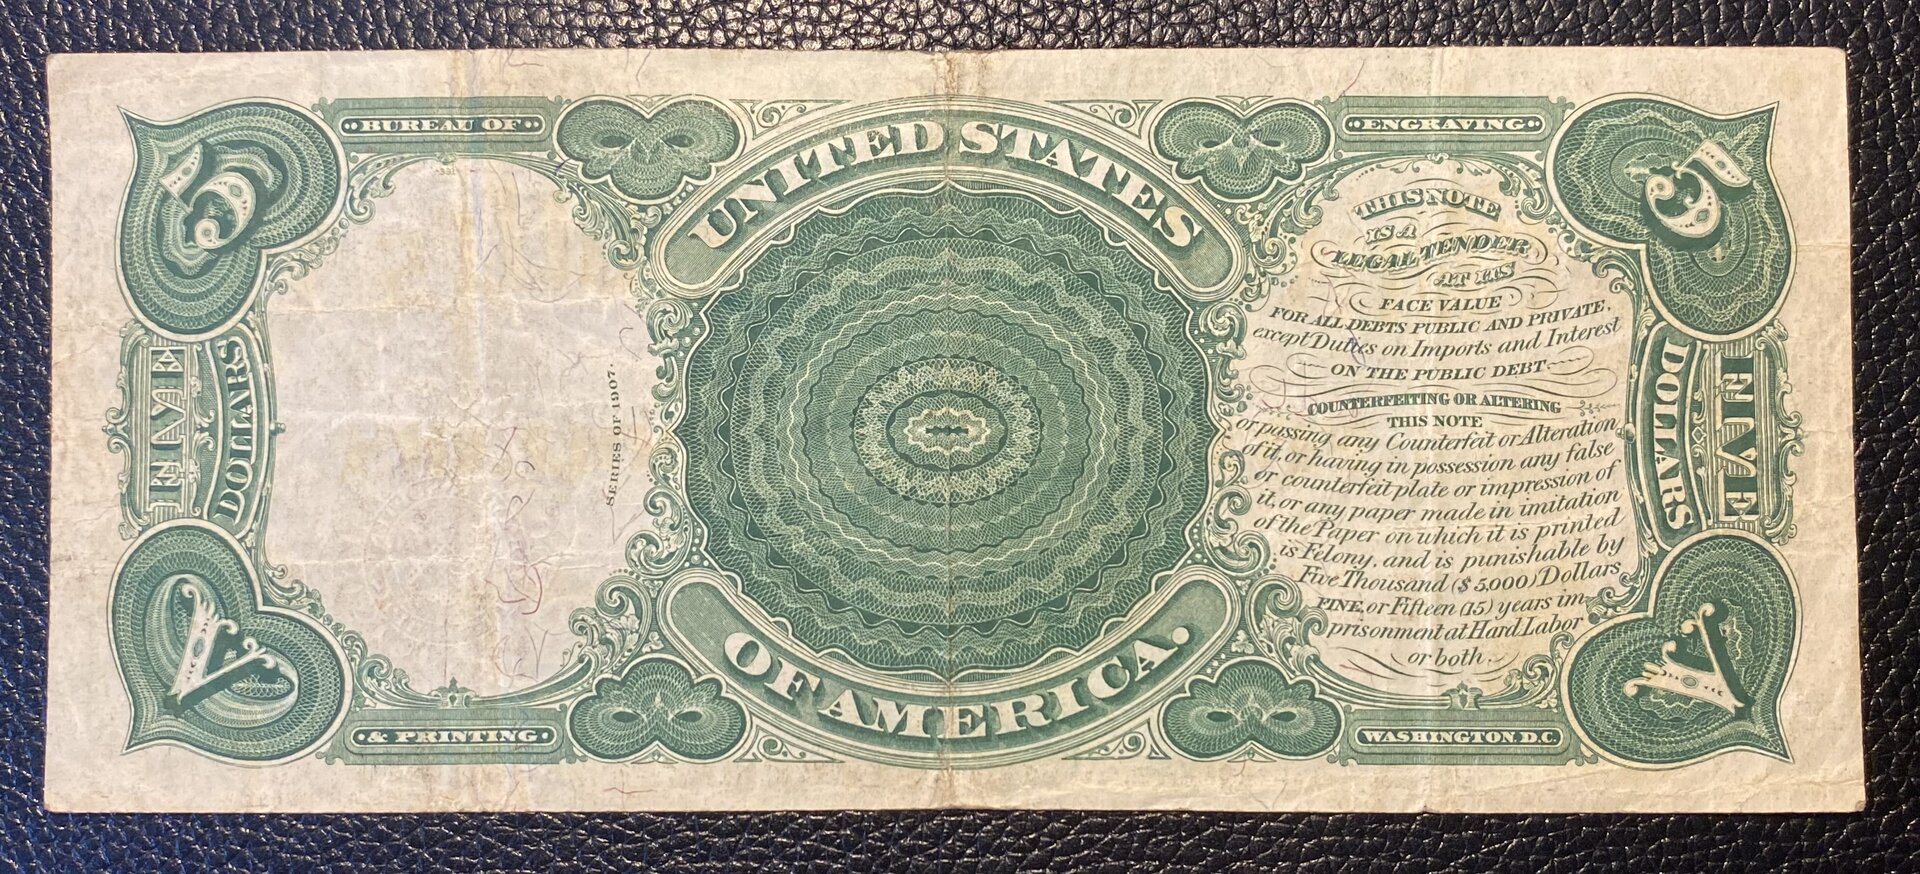 BUREAU OF
ENGRAVING
5
5
UNITED STATES
331
THIS NOTE
IS A
LEGAL TENDER
AT ITS
FACE VALUE
FOR ALL DEBTS PUBLIC AND PRIVATE,
except Duties on Imports and Interest
ON THE PUBLIC DEBT
COUNTERFEITING OR ALTERING
THIS NOTE
or passing any Counterfeit or Alteration
of it, or having in possession any false
or counterfeit plate or impression of
it, or any paper made in imitation
of the Paper on which it is printed
is Felony, and is punishable by
Five Thousand ($5,000) Dollars
FINE, or Fifteen (15) years im-
prisonment at Hard Labor
or both.
FIVE
DOLLARS
SERIES OF 1907.
DOLLARS
FIVE
V
V
OF AMERICA.
& PRINTING
WASHINGTON D.C.